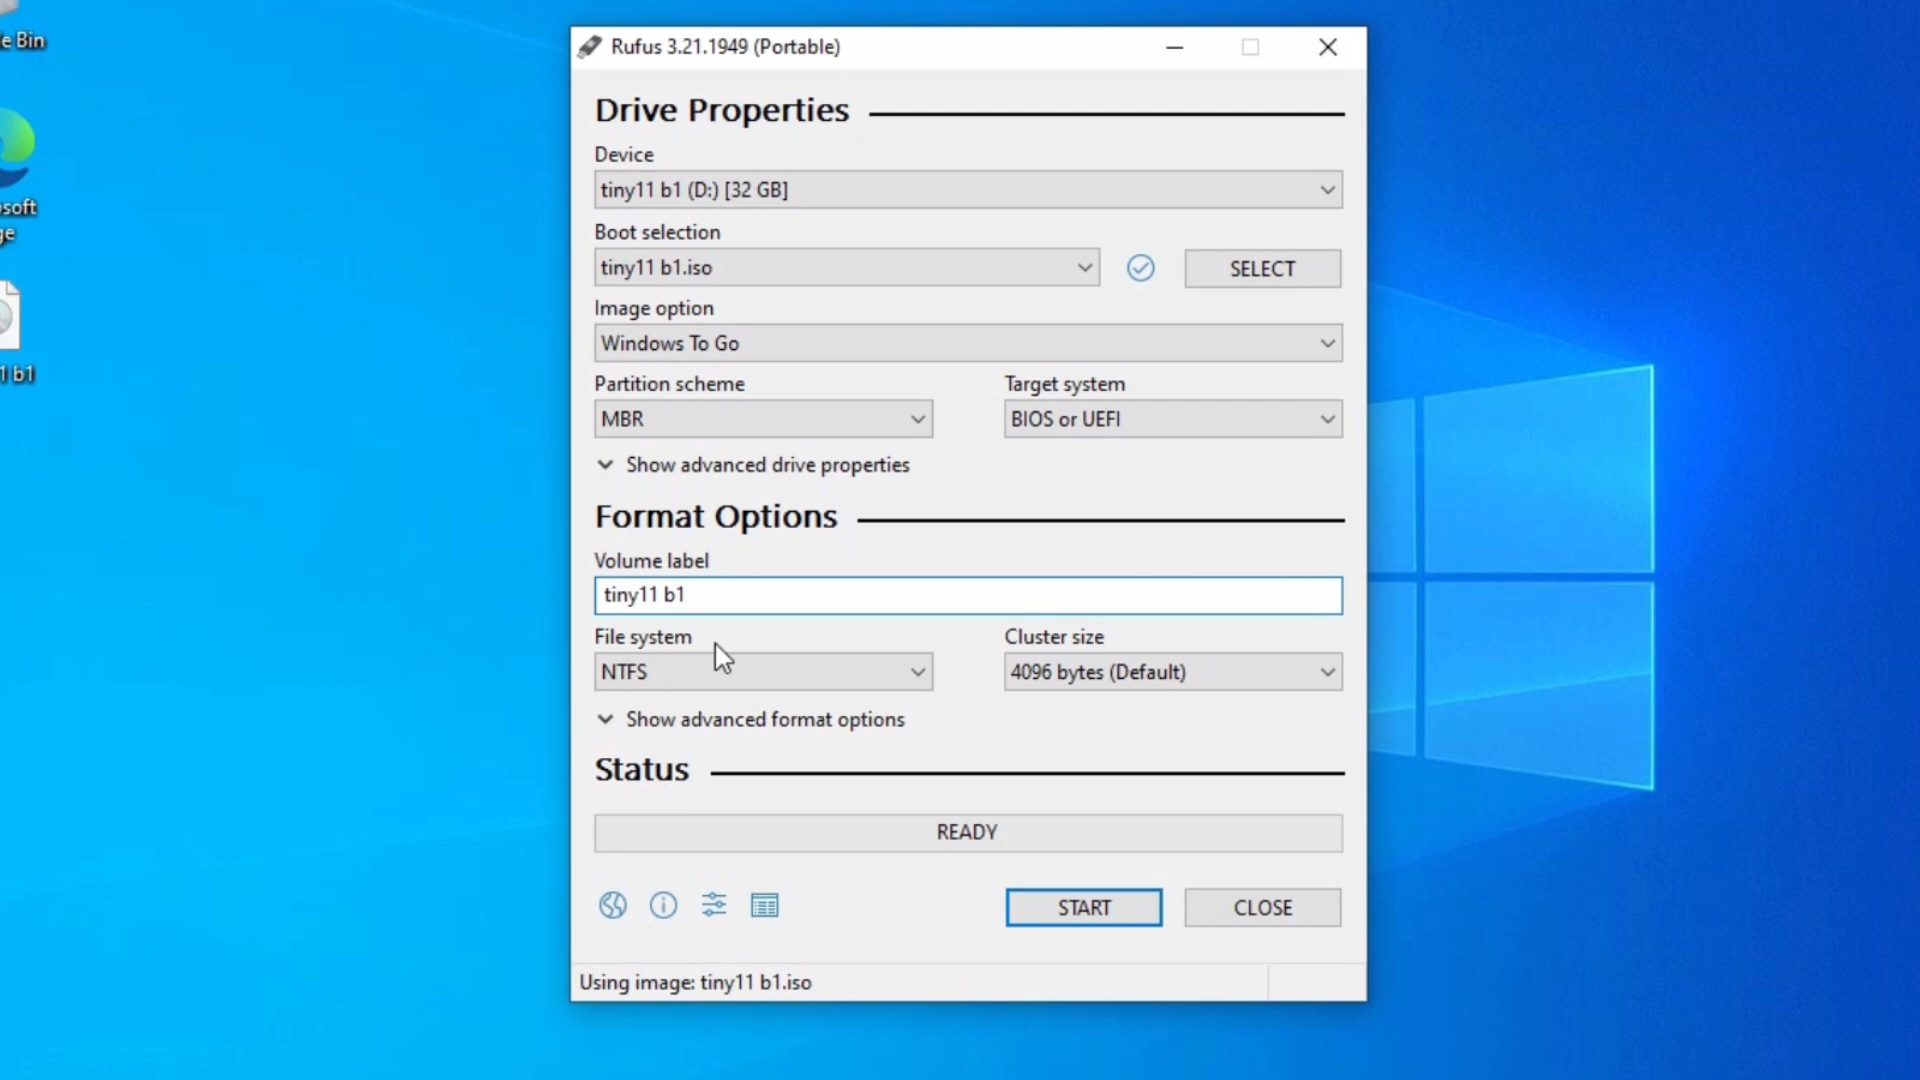 e Bin
osoft
ge
1 b1
Rufus 3.21.1949 (Portable)
Drive Properties
Device
tiny11 b1 (D:) [32 GB]
Boot selection
tiny11 b1.iso
SELECT
Image option
Windows To Go
Partition scheme
Target system
MBR
BIOS or UEFI
Show advanced drive properties
Format Options
Volume label
tiny11 b1
File system
Cluster size
NTFS
4096 bytes (Default)
Show advanced format options
Status
READY
START
CLOSE
Using image: tiny11 b1.iso